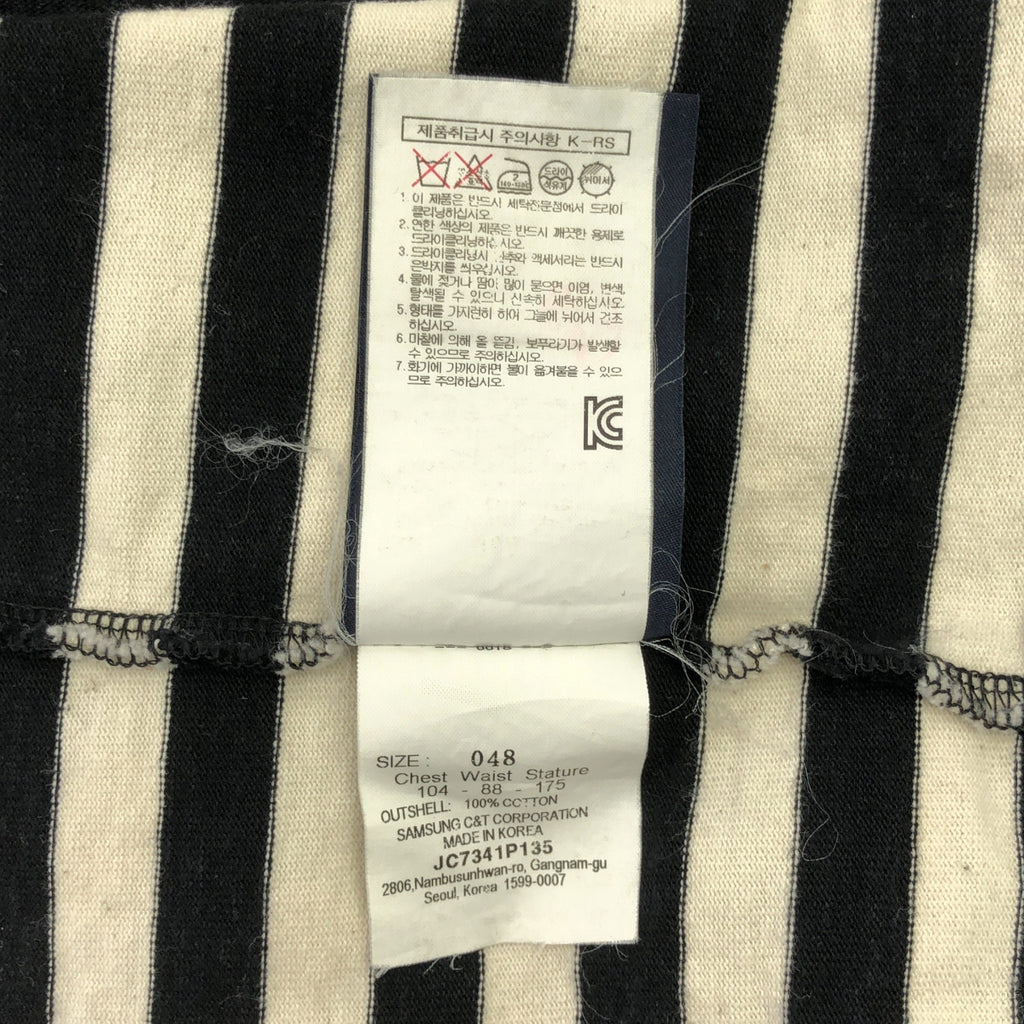 제품취급시 주의사항 K-RS
드라이
석유계
뉘어서
1. 이 제품은 반드시 세탁전문점에서 드라이
클리닝하십시오.
2. 연한 색상의 제품은 반드시 깨끗한 용제로
드라이클리닝하십시오.
3. 드라이클리닝시 단추와 액세서리는 반드시
은박지를 씌우십시오.
4. 물에 젖거나 땀이 많이 묻으면 이염, 변색,
탈색될 수 있으니 신속히 세탁하십시오
5. 형태를 가지런히 하여 그늘에 뉘어서 건조
하십시오.
6. 마찰에 의해 올 뜯김, 보푸라기가 발생할
수 있으므로 주의하십시오.
7. 화기에 가까이하면 불이 옮겨붙을 수 있으
므로 주의하십시오.
KC
SIZE : 048
Chest Waist Stature
104 - 88 - 175
OUTSHELL: 100% COTTON
SAMSUNG C&T CORPORATION
MADE IN KOREA
JC7341P135
2806,Nambusunhwan-ro, Gangnam-gu
Seoul, Korea 1599-0007